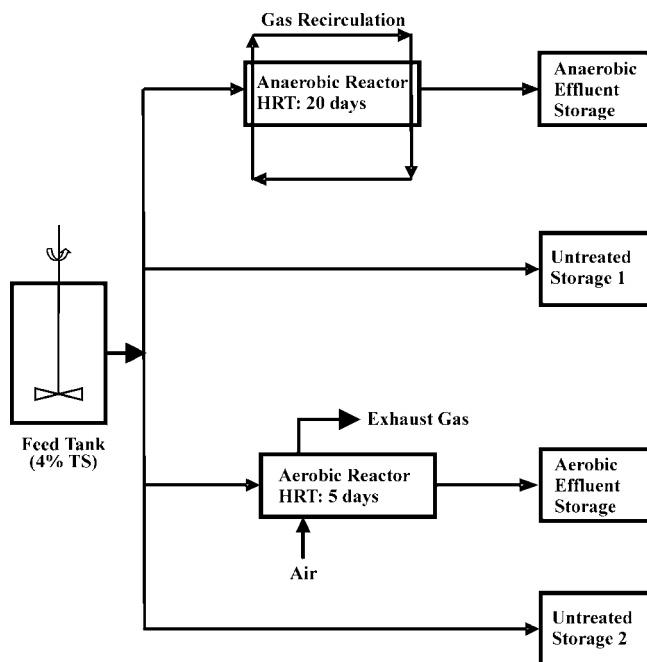 Gas Recirculation
Anaerobic Reactor
HRT: 20 days
Anaerobic
Effluent
Storage
Untreated
Storage 1
Feed Tank
(4% TS)
Exhaust Gas
Aerobic Reactor
HRT: 5 days
Air
Aerobic
Effluent
Storage
Untreated
Storage 2